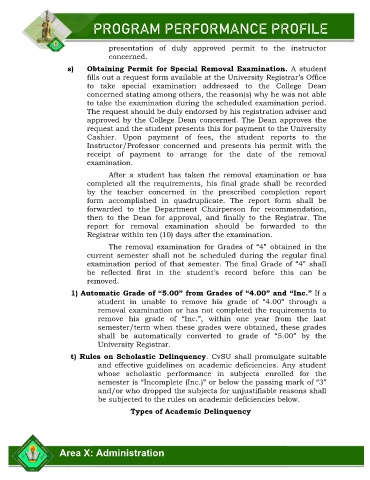 PROGRAM PERFORMANCE PROFILE
presentation of duly approved permit to the instructor
concerned.
s) Obtaining Permit for Special Removal Examination. A student
fills out a request form available at the University Registrar's Office
to take special examination addressed to the College Dean
concerned stating among others, the reason(s) why he was not able
to take the examination during the scheduled examination period.
The request should be duly endorsed by his registration adviser and
approved by the College Dean concerned. The Dean approves the
request and the student presents this for payment to the University
Cashier. Upon payment of fees, the student reports to the
Instructor/Professor concerned and presents his permit with the
receipt of payment to arrange for the date of the removal
examination.
After a student has taken the removal examination or has
completed all the requirements, his final grade shall be recorded
by the teacher concerned in the prescribed completion report
form accomplished in quadruplicate. The report form shall be
forwarded to the Department Chairperson for recommendation,
then to the Dean for approval, and finally to the Registrar. The
report for removal examination should be forwarded to the
Registrar within ten (10) days after the examination.
The removal examination for Grades of "4" obtained in the
current semester shall not be scheduled during the regular final
examination period of that semester. The final Grade of "4" shall
be reflected first in the student's record before this can be
removed.
1) Automatic Grade of "5.00" from Grades of "4.00" and "Inc." If a
student in unable to remove his grade of "4.00" through a
removal examination or has not completed the requirements to
remove his grade of "Inc.", within one year from the last
semester/term when these grades were obtained, these grades
shall be automatically converted to grade of "5.00" by the
University Registrar.
t) Rules on Scholastic Delinquency. CvSU shall promulgate suitable
and effective guidelines on academic deficiencies. Any student
whose scholastic performance in subjects enrolled for the
semester is "Incomplete (Inc.)" or below the passing mark of "3"
and/or who dropped the subjects for unjustifiable reasons shall
be subjected to the rules on academic deficiencies below.
Types of Academic Delinquency
Area X: Administration